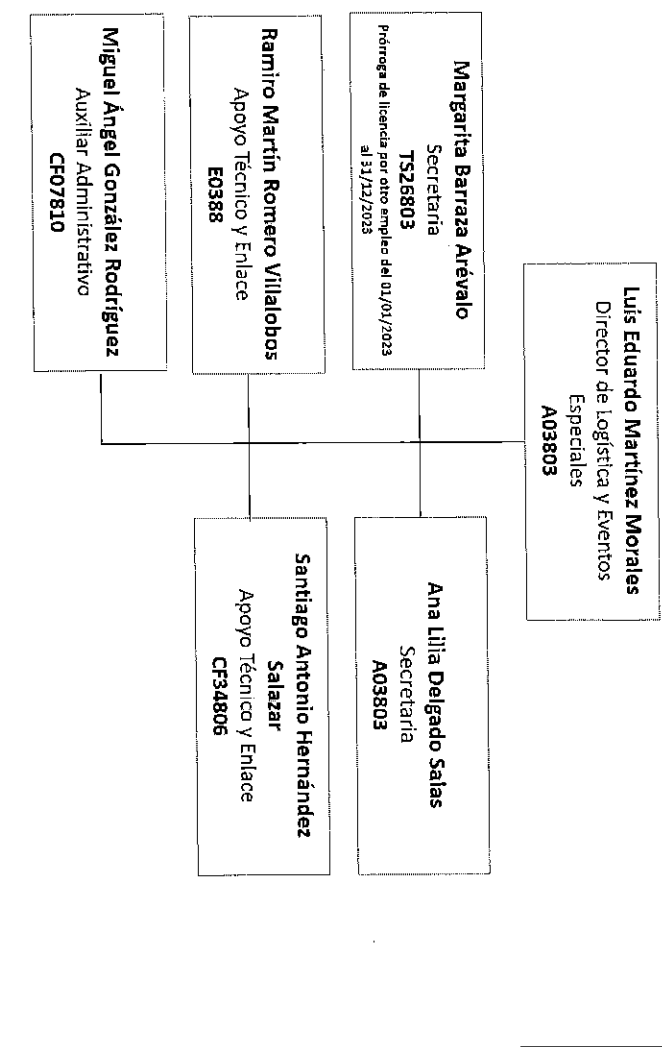 Luis Eduardo Martínez Morales
Director de Logística y Eventos
Especiales
A03803
Margarita Barraza Arévalo
Secretaria
TS26803
Prórroga de licencia por otro empleo del 01/01/2023
al 31/12/2023
Ana Lilia Delgado Salas
Secretaria
A03803
Ramiro Martín Romero Villalobos
Apoyo Técnico y Enlace
E0388
Santiago Antonio Hernández
Salazar
Apoyo Técnico y Enlace
CF34806
Miguel Ángel González Rodríguez
Auxiliar Administrativo
CF07810